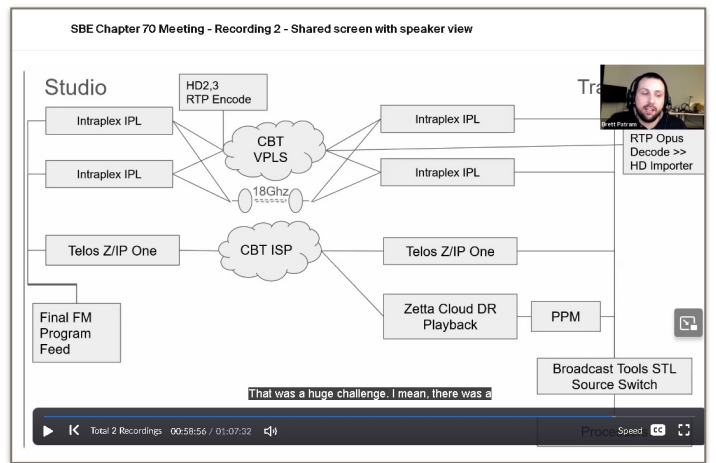 SBE Chapter 70 Meeting - Recording 2 - Shared screen with speaker view
Studio
HD2,3
RTP Encode
Tra
Brett Patram
Intraplex IPL
Intraplex IPL
CBT
VPLS
RTP Opus
Decode >>
HD Importer
Intraplex IPL
Intraplex IPL
18Ghz
Telos Z/IP One
CBT ISP
Telos Z/IP One
Zetta Cloud DR
Playback
PPM
Final FM
Program
Feed
Broadcast Tools STL
Source Switch
That was a huge challenge. I mean, there was a
Total 2 Recordings 00:58:56 / 01:07:32
Speed CC